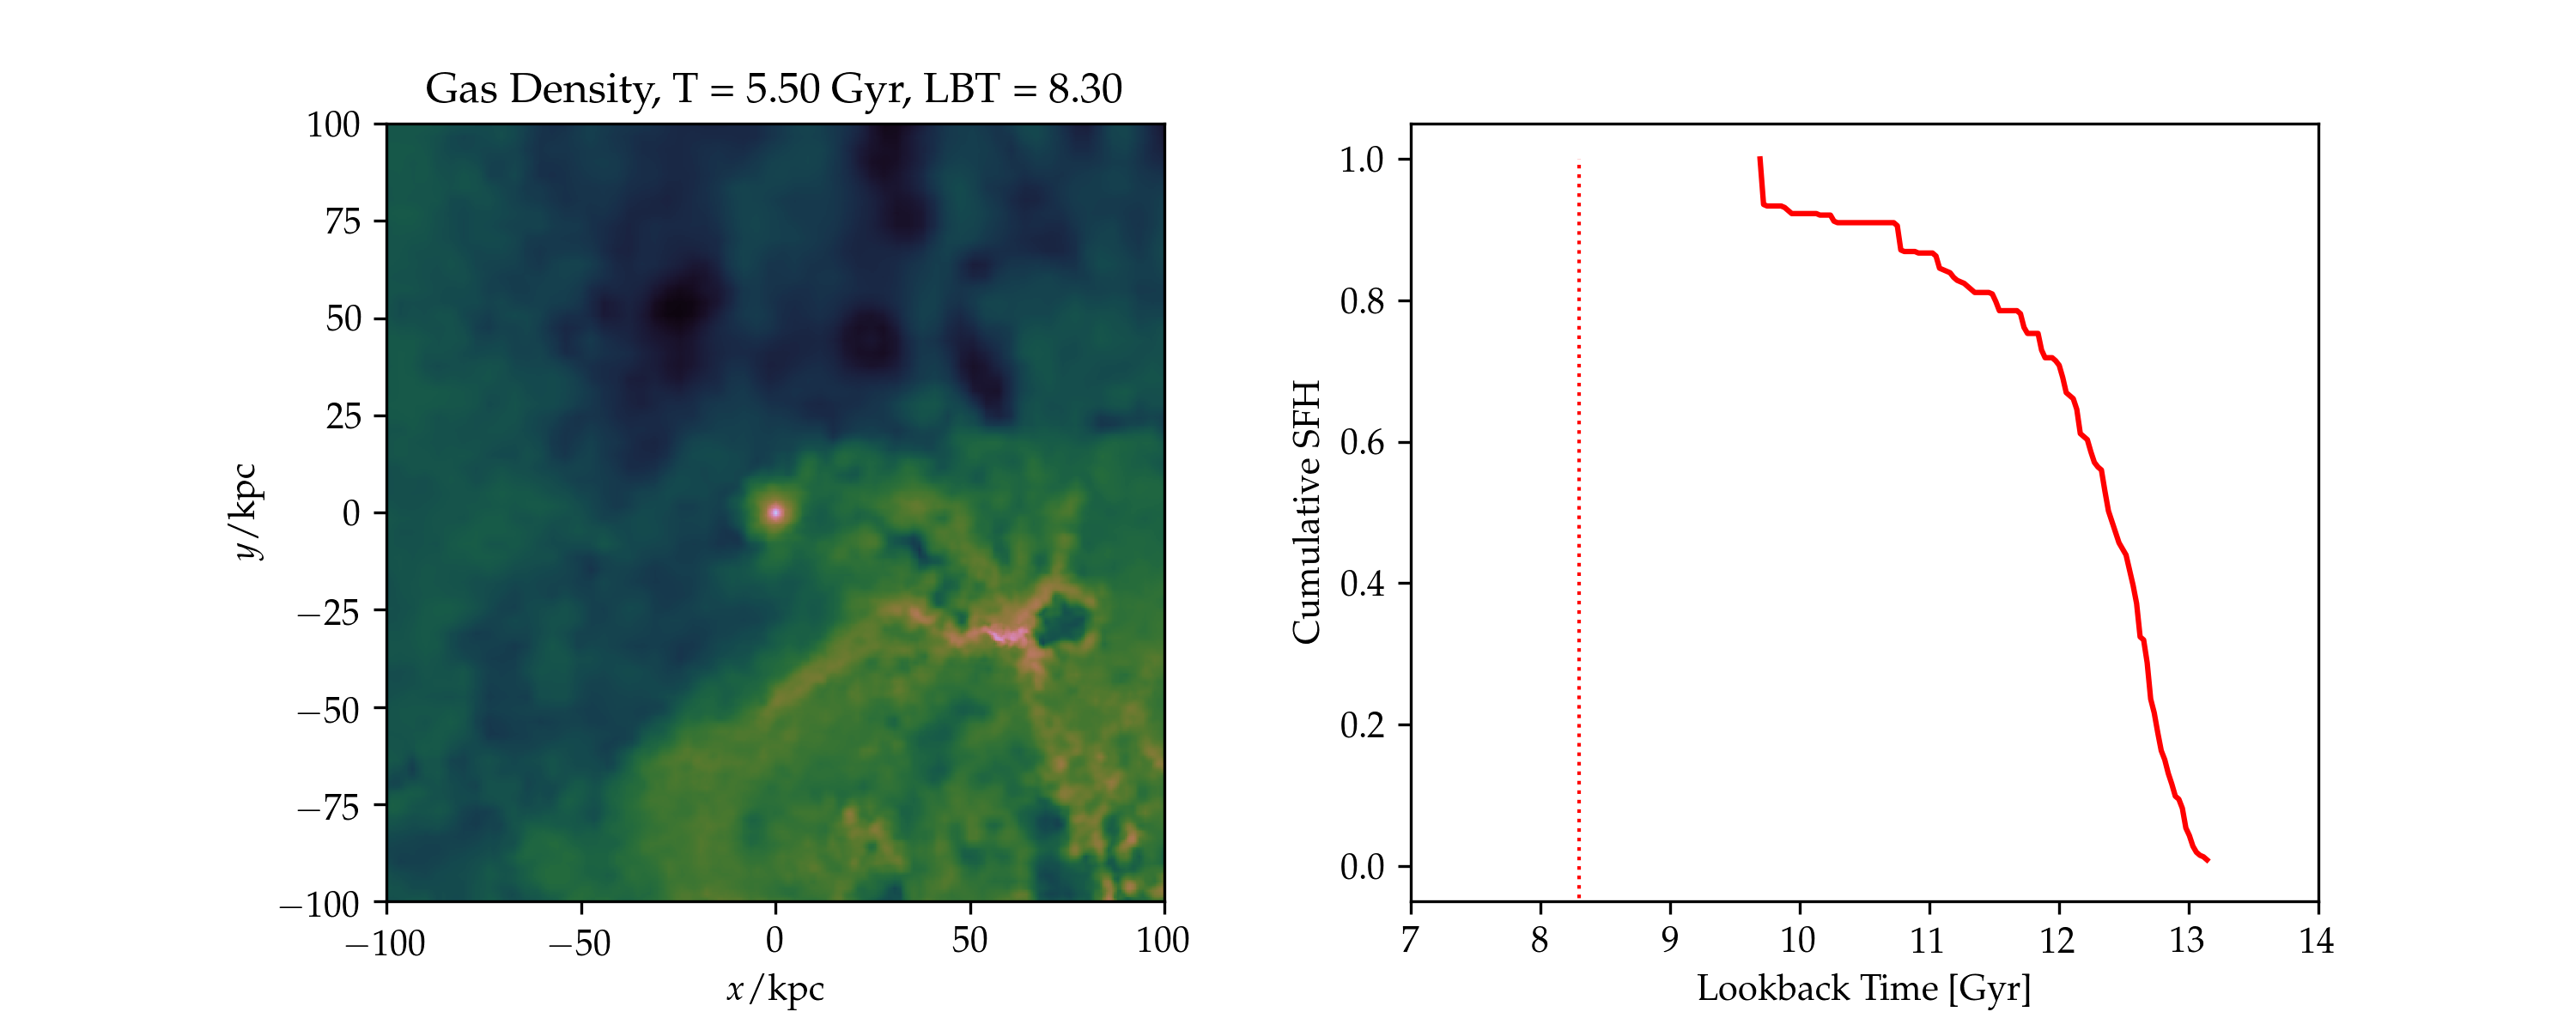 Gas Density, T = 5.50 Gyr, LBT = 8.30
100
75
50
25
0
−25
−50
−75
−100
y/kpc
−100 −50 0 50 100
x/kpc
1.0
0.8
0.6
0.4
0.2
0.0
Cumulative SFH
7 8 9 10 11 12 13 14
Lookback Time [Gyr]